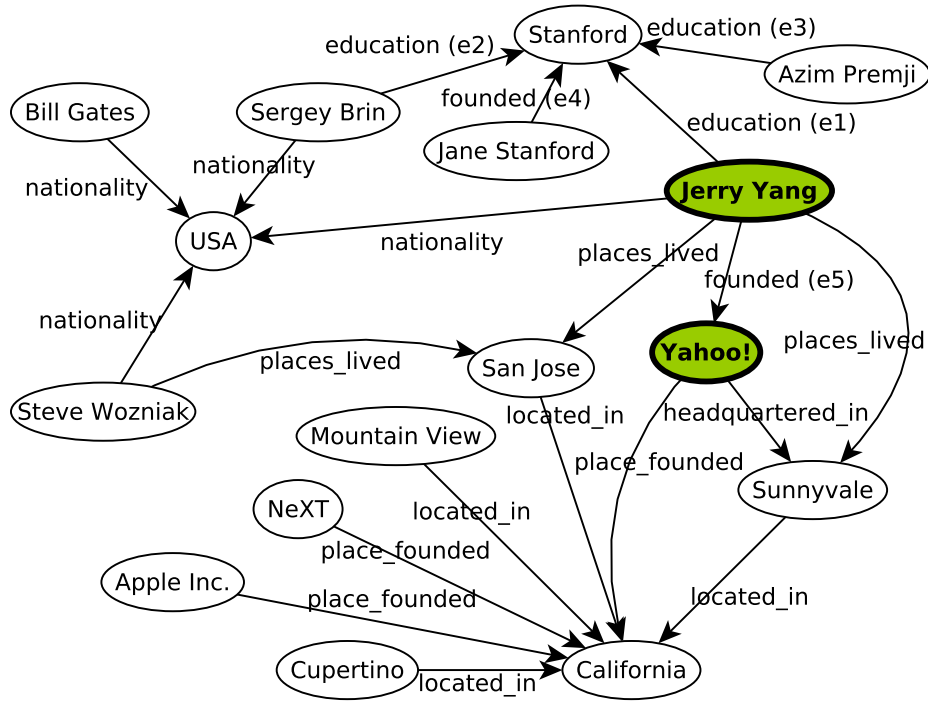 Stanford
education (e3)
education (e2)
Azim Premji
Bill Gates
Sergey Brin
founded (e4)
education (e1)
Jane Stanford
nationality
nationality
Jerry Yang
USA
nationality
places_lived
founded (e5)
nationality
places_lived
Yahoo!
places_lived
San Jose
Steve Wozniak
located_in
headquartered_in
Mountain View
place_founded
Sunnyvale
NeXT
located_in
place_founded
Apple Inc.
place_founded
located_in
Cupertino
located_in
California